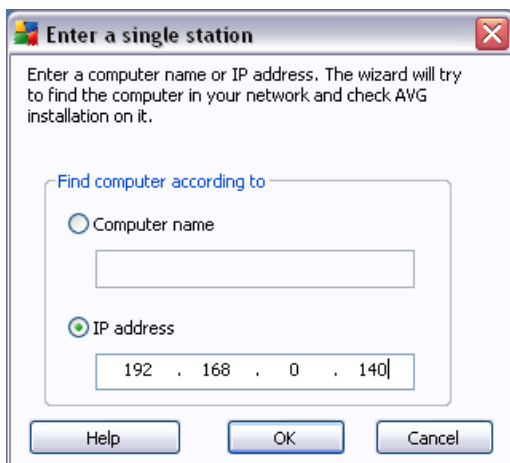 Enter a single station
Enter a computer name or IP address. The wizard will try
to find the computer in your network and check AVG
installation on it.
Find computer according to
Computer name
IP address
192 . 168 . 0 . 140
Help OK Cancel